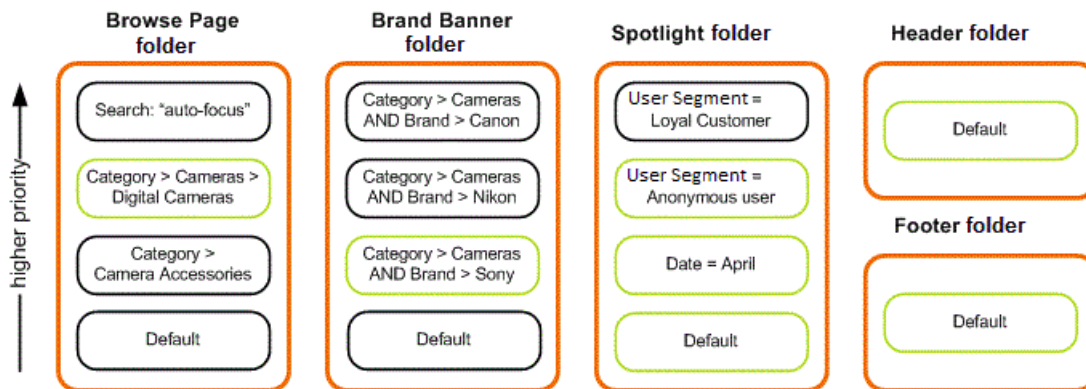 Browse Page
folder
Brand Banner
folder
Spotlight folder
Header folder
higher priority
Search: "auto-focus"
Category > Cameras >
Digital Cameras
Category >
Camera Accessories
Default
Category > Cameras
AND Brand > Canon
Category > Cameras
AND Brand > Nikon
Category > Cameras
AND Brand > Sony
Default
User Segment =
Loyal Customer
User Segment =
Anonymous user
Date = April
Default
Default
Footer folder
Default